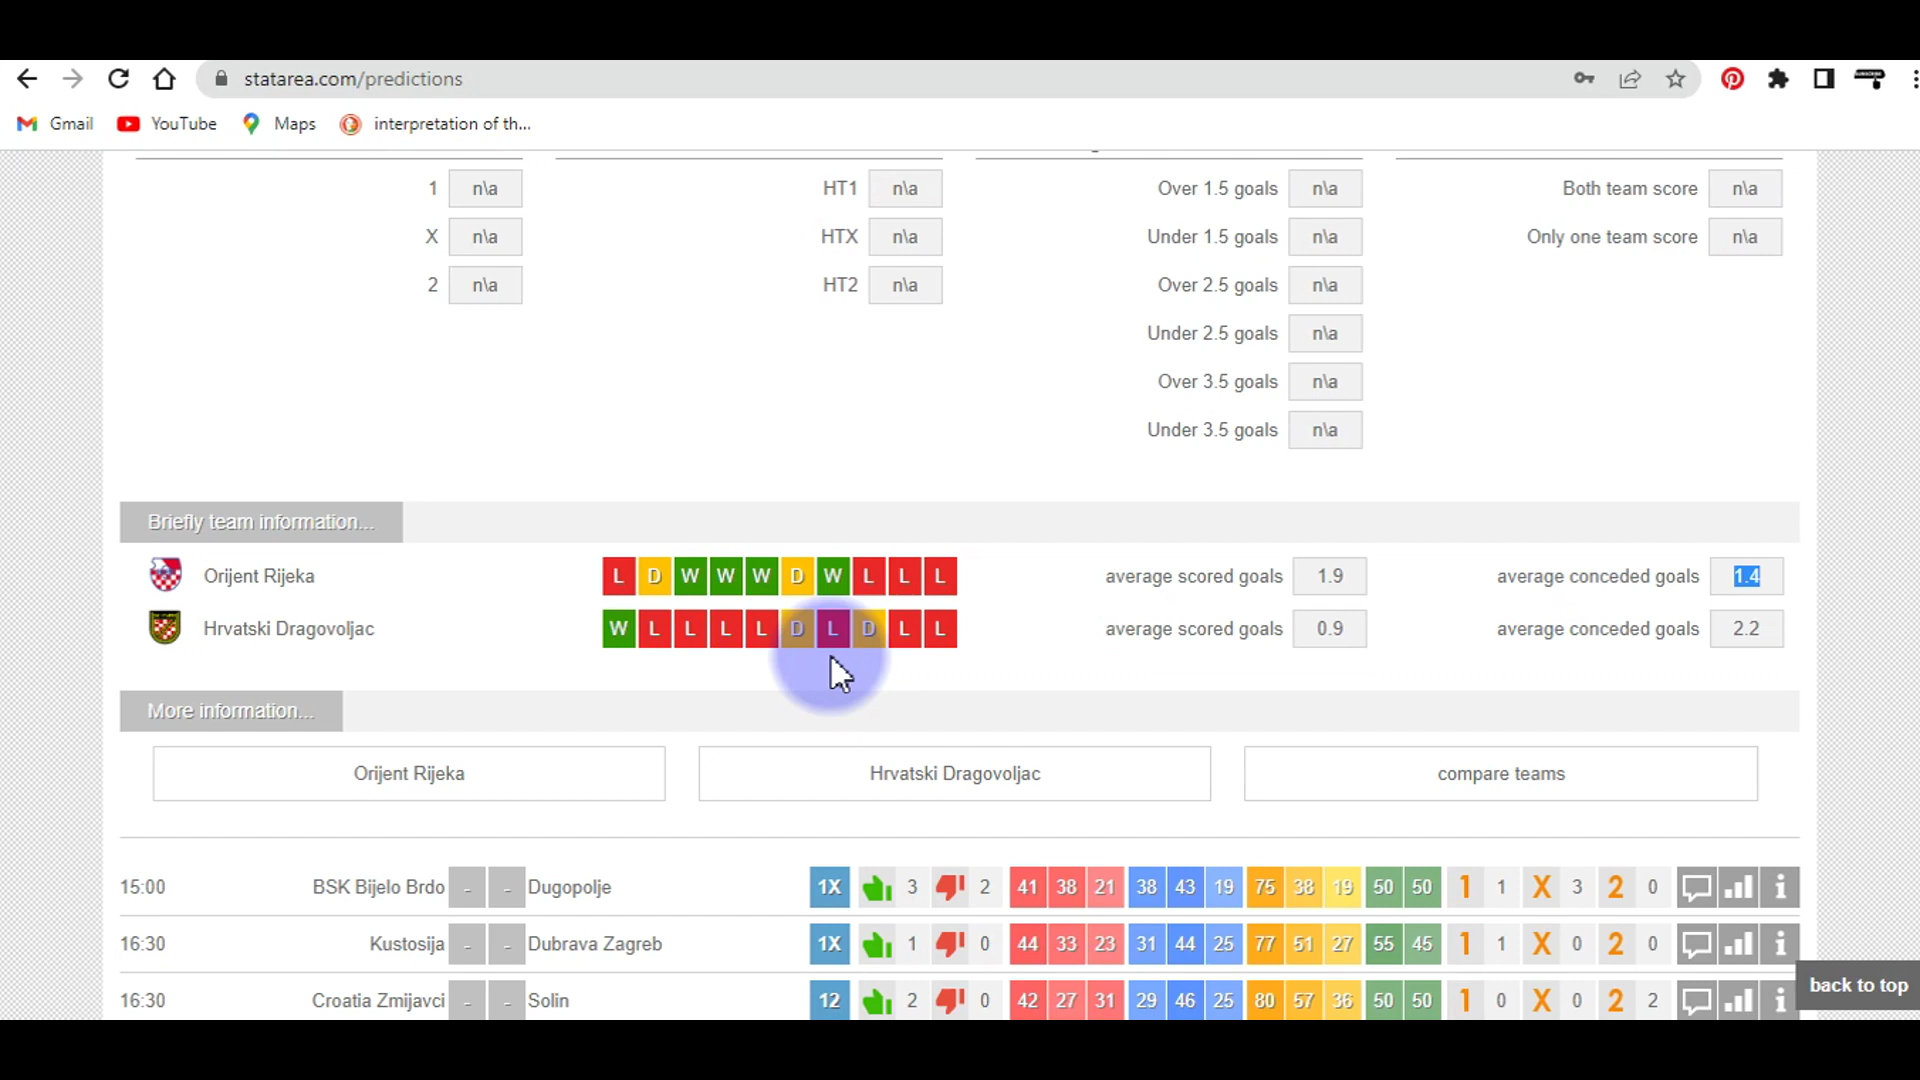 statarea.com/predictions
Gmail YouTube Maps interpretation of th...
1 n\a HT1 n\a Over 1.5 goals n\a Both team score n\a
X n\a HTX n\a Under 1.5 goals n\a Only one team score n\a
2 n\a HT2 n\a Over 2.5 goals n\a
Under 2.5 goals n\a
Over 3.5 goals n\a
Under 3.5 goals n\a
Briefly team information...
Orijent Rijeka L D W W W D W L L L average scored goals 1.9 average conceded goals 1.4
Hrvatski Dragovoljac W L L L L D L D L L average scored goals 0.9 average conceded goals 2.2
More information...
Orijent Rijeka Hrvatski Dragovoljac compare teams
15:00 BSK Bijelo Brdo - - Dugopolje 1X 3 2 41 38 21 38 43 19 75 38 19 50 50 1 1 X 3 2 0
16:30 Kustosija - - Dubrava Zagreb 1X 1 0 44 33 23 31 44 25 77 51 27 55 45 1 1 X 0 2 0
16:30 Croatia Zmijavci - - Solin 12 2 0 42 27 31 29 46 25 80 57 36 50 50 1 0 X 0 2 2
back to top